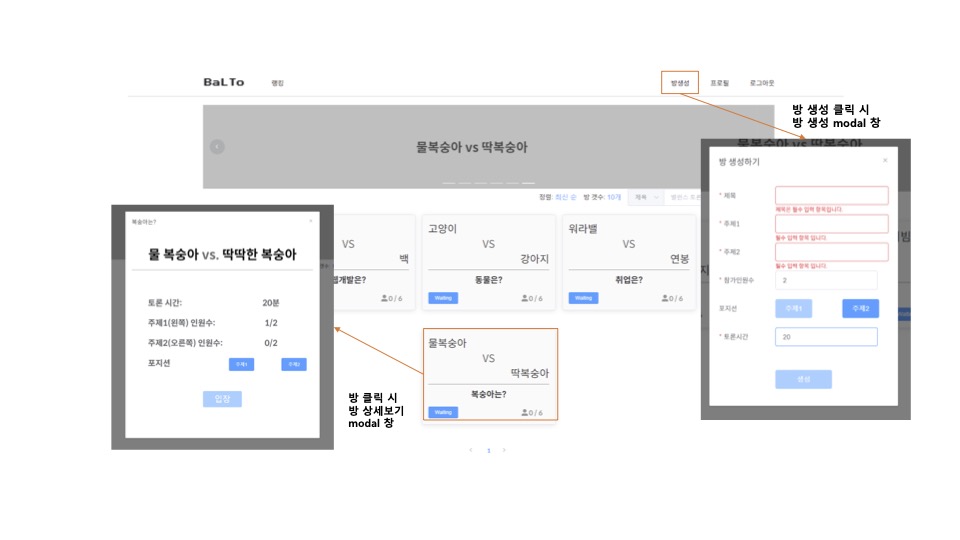 BaLTo 랭킹 방생성 프로필 로그아웃
방 생성 클릭 시
방 생성 modal 창
물복숭아 vs 딱복숭아
정렬: 최신 순 방 갯수: 10개 제목
복숭아는?
물 복숭아 vs. 딱딱한 복숭아
토론 시간: 20분
주제1(왼쪽) 인원수: 1/2
주제2(오른쪽) 인원수: 0/2
포지션 주제1 주제2
입장
VS
백
0 / 6
고양이
VS
강아지
동물은?
Waiting 0 / 6
워라밸
VS
연봉
취업은?
Waiting 0 / 6
물복숭아
VS
딱복숭아
복숭아는?
Waiting 0 / 6
방 클릭 시
방 상세보기
modal 창
< 1 >
방 생성하기 ×
* 제목
제목은 필수 입력 항목입니다.
* 주제1
필수 입력 항목 입니다.
* 주제2
필수 입력 항목 입니다.
* 참가인원수 2
포지션 주제1 주제2
* 토론시간 20
생성